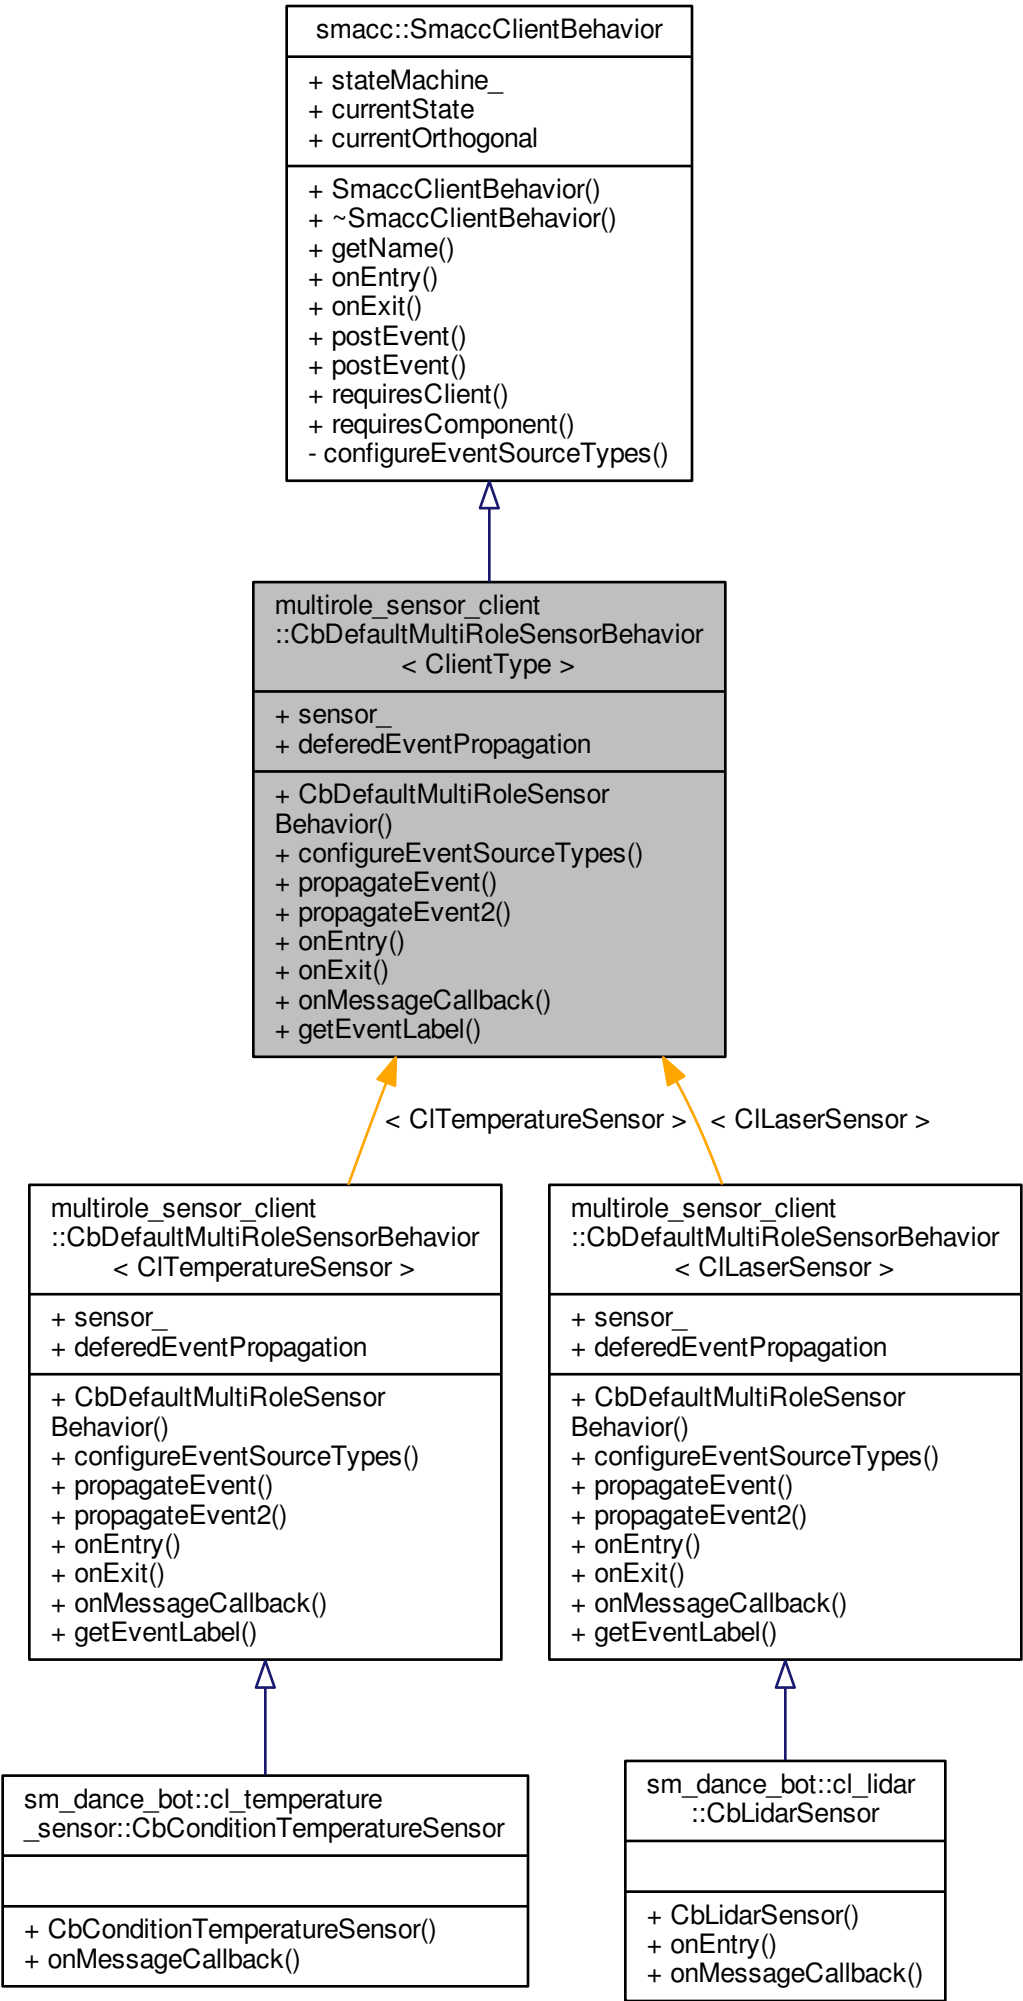 smacc::SmaccClientBehavior
+ stateMachine_
+ currentState
+ currentOrthogonal
+ SmaccClientBehavior()
+ ~SmaccClientBehavior()
+ getName()
+ onEntry()
+ onExit()
+ postEvent()
+ postEvent()
+ requiresClient()
+ requiresComponent()
- configureEventSourceTypes()
multirole_sensor_client
::CbDefaultMultiRoleSensorBehavior
< ClientType >
+ sensor_
+ deferedEventPropagation
+ CbDefaultMultiRoleSensor
Behavior()
+ configureEventSourceTypes()
+ propagateEvent()
+ propagateEvent2()
+ onEntry()
+ onExit()
+ onMessageCallback()
+ getEventLabel()
< ClTemperatureSensor >
< ClLaserSensor >
multirole_sensor_client
::CbDefaultMultiRoleSensorBehavior
< ClTemperatureSensor >
+ sensor_
+ deferedEventPropagation
+ CbDefaultMultiRoleSensor
Behavior()
+ configureEventSourceTypes()
+ propagateEvent()
+ propagateEvent2()
+ onEntry()
+ onExit()
+ onMessageCallback()
+ getEventLabel()
multirole_sensor_client
::CbDefaultMultiRoleSensorBehavior
< ClLaserSensor >
+ sensor_
+ deferedEventPropagation
+ CbDefaultMultiRoleSensor
Behavior()
+ configureEventSourceTypes()
+ propagateEvent()
+ propagateEvent2()
+ onEntry()
+ onExit()
+ onMessageCallback()
+ getEventLabel()
sm_dance_bot::cl_temperature
_sensor::CbConditionTemperatureSensor
+ CbConditionTemperatureSensor()
+ onMessageCallback()
sm_dance_bot::cl_lidar
::CbLidarSensor
+ CbLidarSensor()
+ onEntry()
+ onMessageCallback()